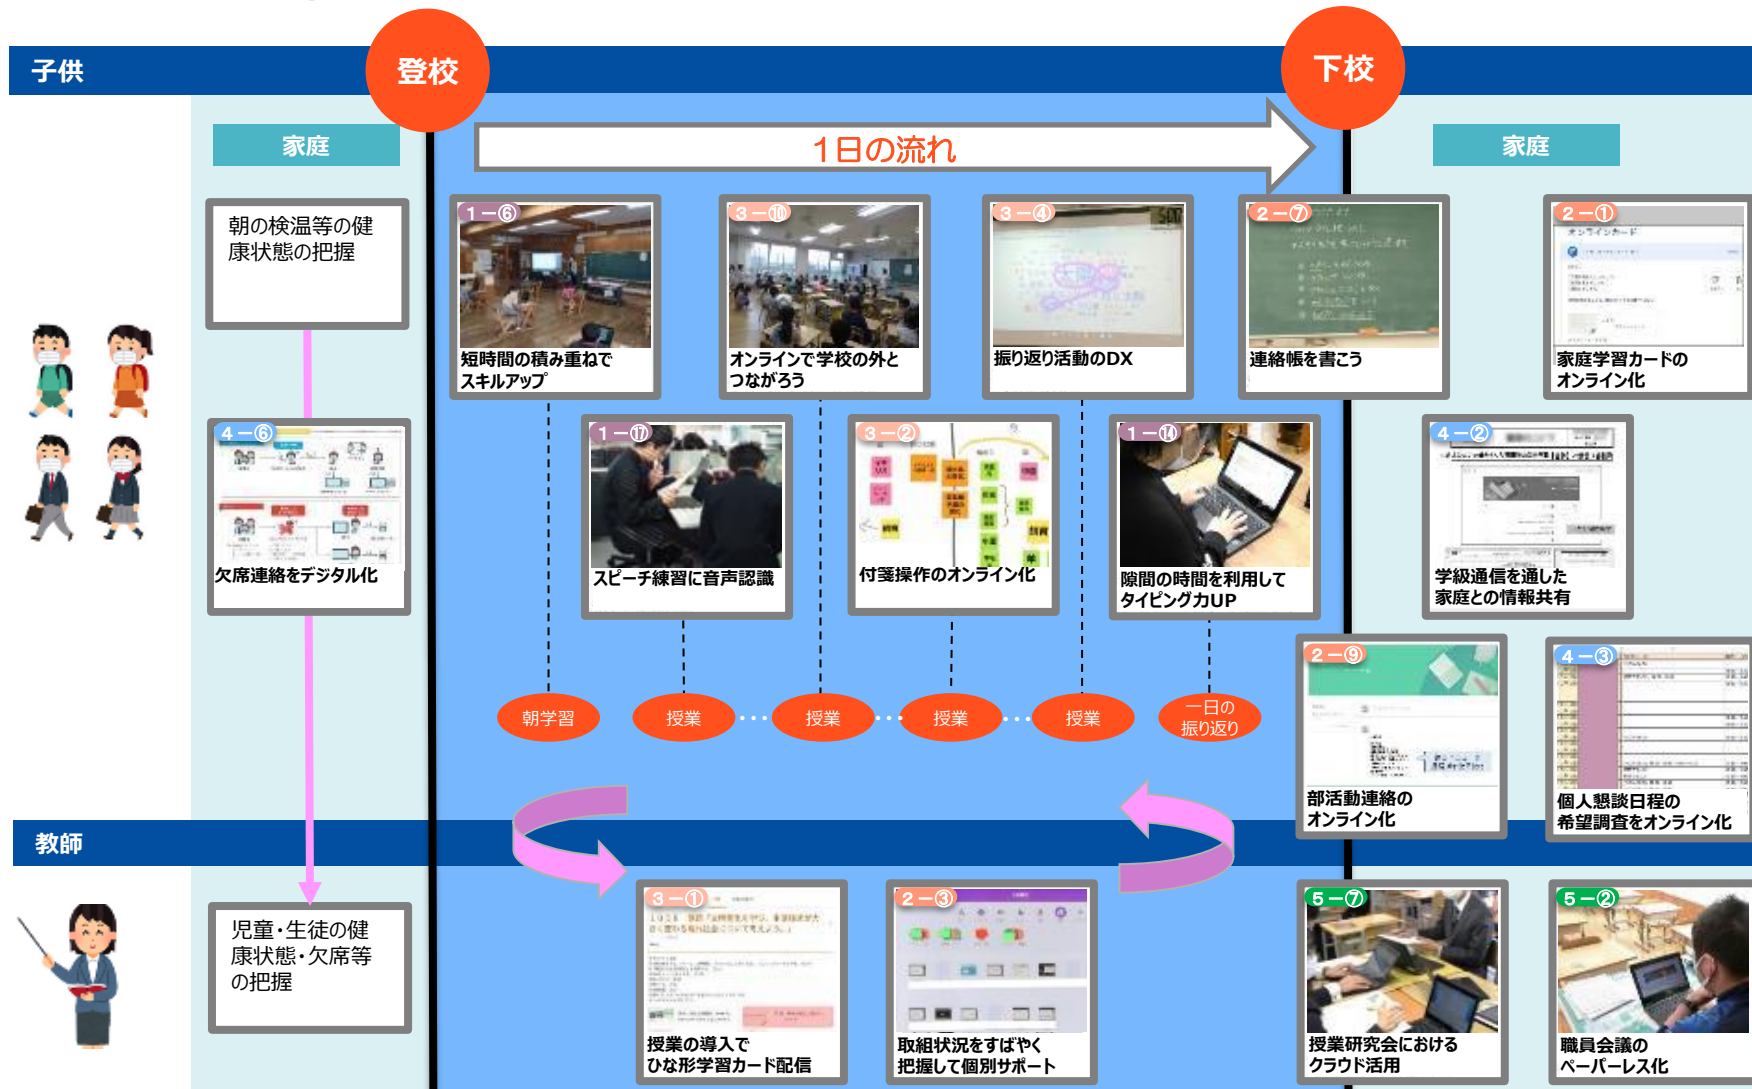 子供
登校
下校
家庭
1日の流れ
家庭
朝の検温等の健
康状態の把握
1－⑥
短時間の積み重ねで
スキルアップ
3－⑩
オンラインで学校の外と
つながろう
3－④
振り返り活動のDX
2－⑦
連絡帳を書こう
2－①
オンラインカード
家庭学習カードの
オンライン化
4－⑥
欠席連絡をデジタル化
1－⑰
スピーチ練習に音声認識
3－②
付箋操作のオンライン化
1－⑭
隙間の時間を利用して
タイピング力UP
4－②
学級通信を通した
家庭との情報共有
朝学習
授業
…
授業
…
授業
…
授業
一日の
振り返り
2－⑨
部活動連絡の
オンライン化
4－③
個人懇談日程の
希望調査をオンライン化
教師
児童・生徒の健
康状態・欠席等
の把握
3－①
授業の導入で
ひな形学習カード配信
2－③
取組状況をすばやく
把握して個別サポート
5－⑦
授業研究会における
クラウド活用
5－②
職員会議の
ペーパーレス化